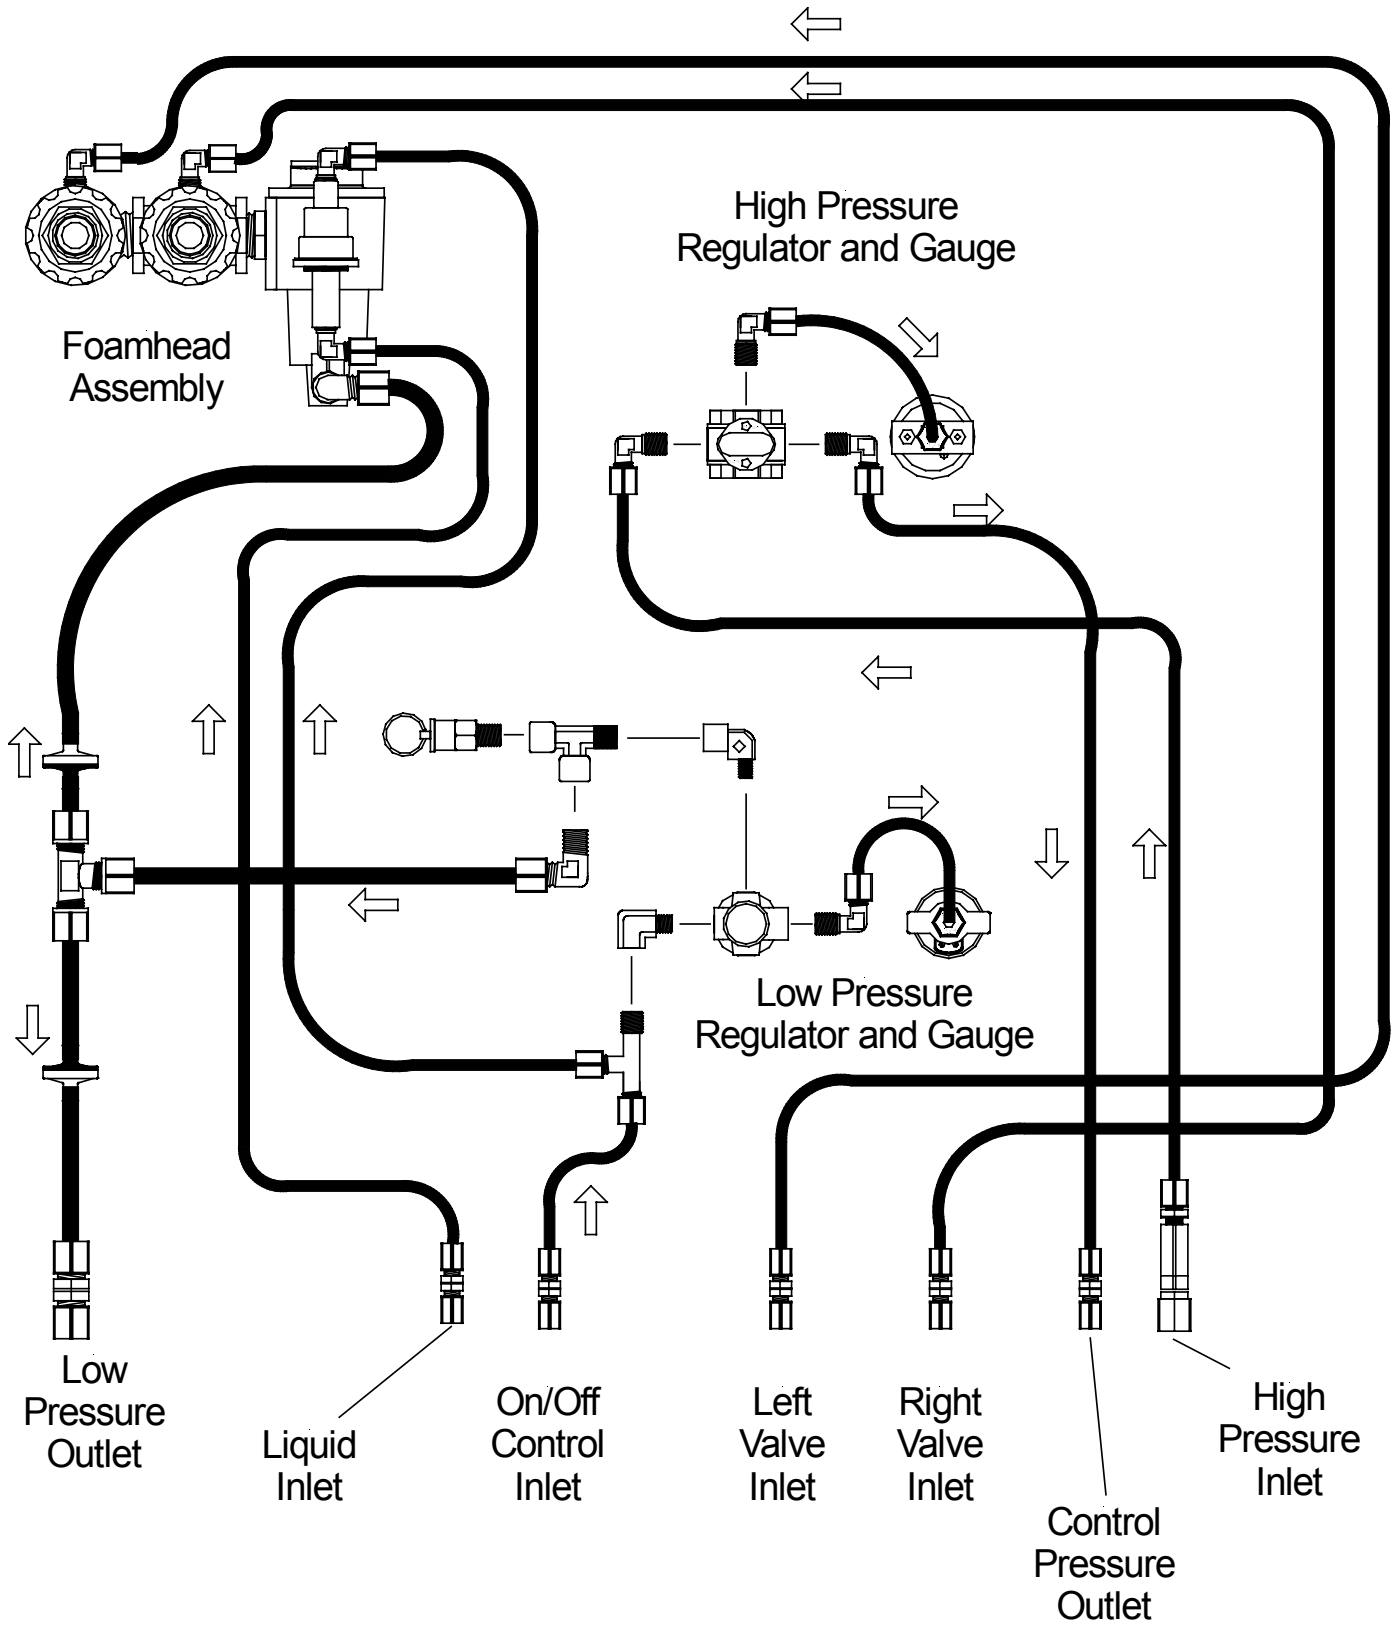 High Pressure
Regulator and Gauge
Foamhead
Assembly
Low Pressure
Regulator and Gauge
Low
Pressure
Outlet
Liquid
Inlet
On/Off
Control
Inlet
Left
Valve
Inlet
Right
Valve
Inlet
Control
Pressure
Outlet
High
Pressure
Inlet